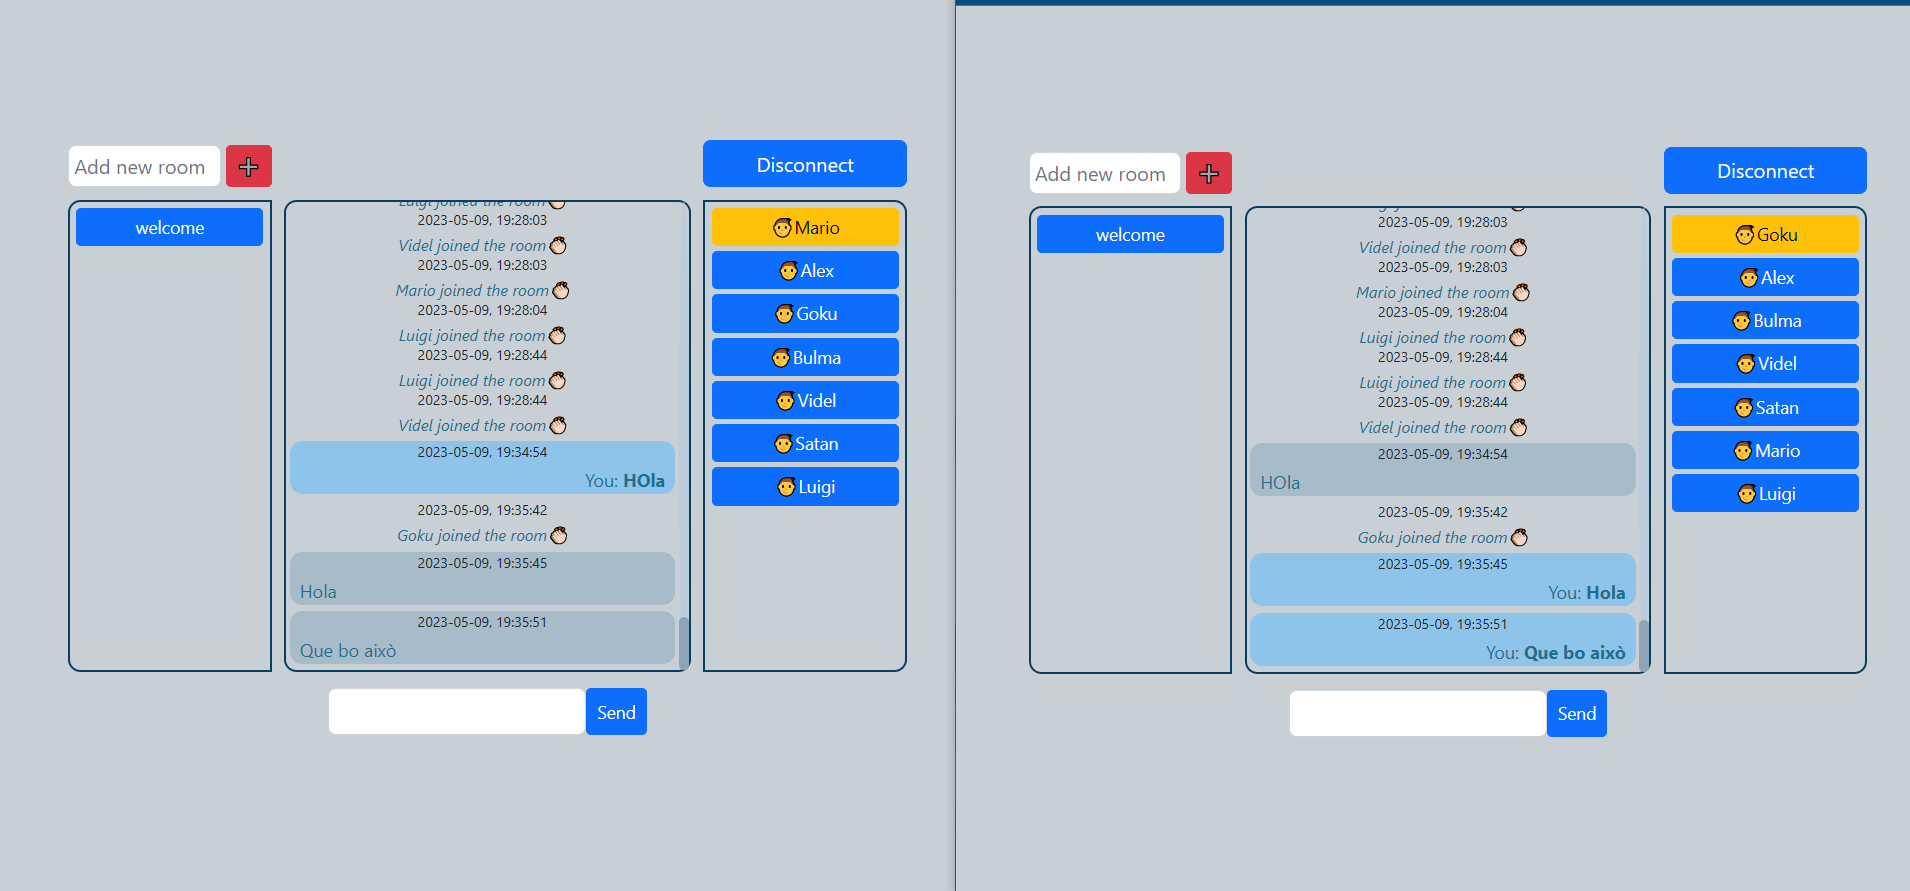 Add new room
Disconnect
welcome
Luigi joined the room
2023-05-09, 19:28:03
Videl joined the room
2023-05-09, 19:28:03
Mario joined the room
2023-05-09, 19:28:04
Luigi joined the room
2023-05-09, 19:28:44
Luigi joined the room
2023-05-09, 19:28:44
Videl joined the room
2023-05-09, 19:34:54
You: HOla
2023-05-09, 19:35:42
Goku joined the room
2023-05-09, 19:35:45
Hola
2023-05-09, 19:35:51
Que bo això
Mario
Alex
Goku
Bulma
Videl
Satan
Luigi
Send
Add new room
Disconnect
welcome
2023-05-09, 19:28:03
Videl joined the room
2023-05-09, 19:28:03
Mario joined the room
2023-05-09, 19:28:04
Luigi joined the room
2023-05-09, 19:28:44
Luigi joined the room
2023-05-09, 19:28:44
Videl joined the room
2023-05-09, 19:34:54
HOla
2023-05-09, 19:35:42
Goku joined the room
2023-05-09, 19:35:45
You: Hola
2023-05-09, 19:35:51
You: Que bo això
Goku
Alex
Bulma
Videl
Satan
Mario
Luigi
Send